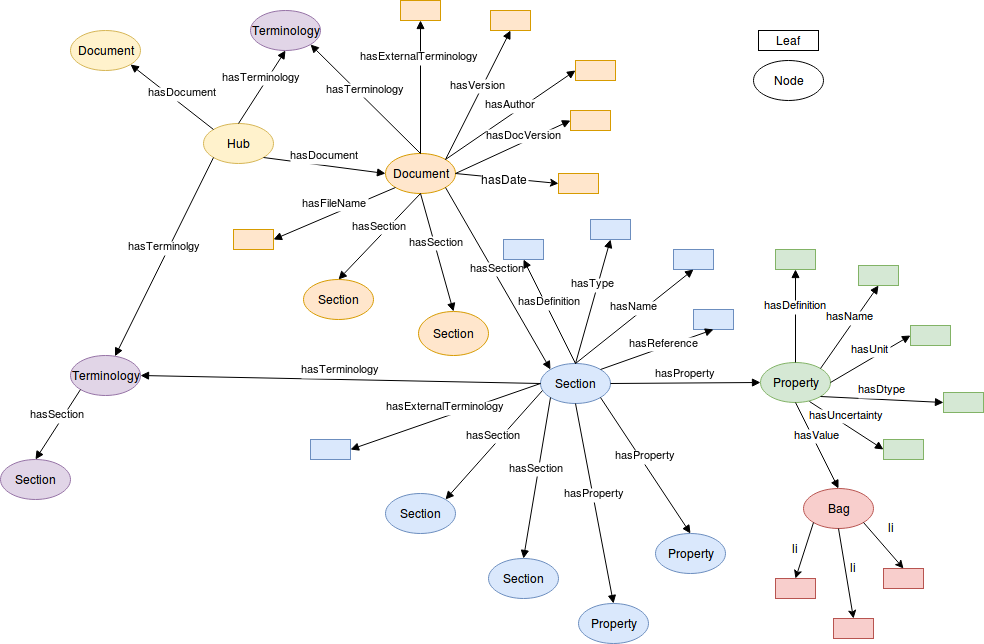 Terminology
Document
Leaf
Node
hasExternalTerminology
hasTerminology
hasVersion
hasTerminology
hasDocument
hasAuthor
hasDocVersion
Hub
hasDocument
Document
hasDate
hasFileName
hasSection
hasSection
hasTerminolgy
hasSection
hasType
hasDefinition
Section
hasName
hasDefinition
hasName
Section
hasReference
hasUnit
Terminology
hasTerminology
Section
hasProperty
Property
hasDtype
hasExternalTerminology
hasUncertainty
hasSection
hasSection
hasValue
hasProperty
hasSection
Section
hasProperty
Section
Bag
li
li
Property
li
Section
Property